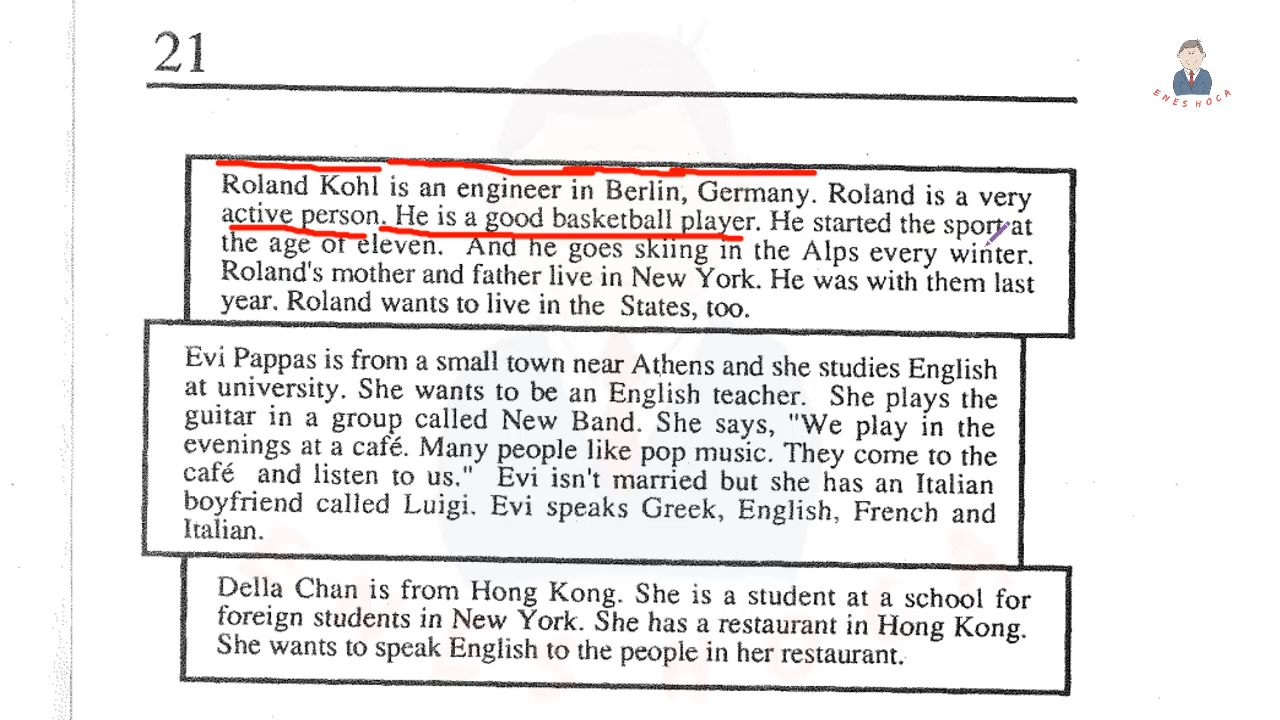 21
ENES HOCA
Roland Kohl is an engineer in Berlin, Germany. Roland is a very
active person. He is a good basketball player. He started the sport at
the age of eleven. And he goes skiing in the Alps every winter.
Roland's mother and father live in New York. He was with them last
year. Roland wants to live in the States, too.
Evi Pappas is from a small town near Athens and she studies English
at university. She wants to be an English teacher. She plays the
guitar in a group called New Band. She says, "We play in the
evenings at a café. Many people like pop music. They come to the
café and listen to us." Evi isn't married but she has an Italian
boyfriend called Luigi. Evi speaks Greek, English, French and
Italian.
Della Chan is from Hong Kong. She is a student at a school for
foreign students in New York. She has a restaurant in Hong Kong.
She wants to speak English to the people in her restaurant.